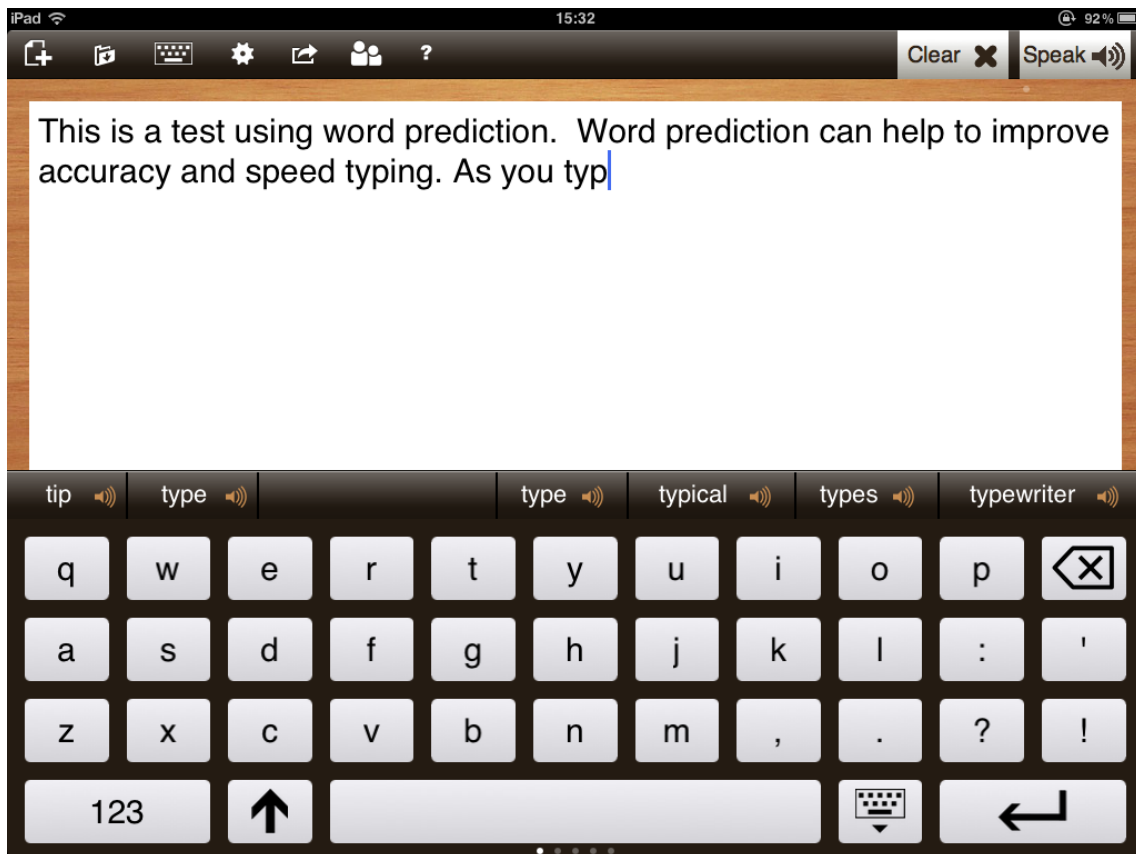 iPad 15:32 92%
? Clear Speak
This is a test using word prediction.  Word prediction can help to improve
accuracy and speed typing. As you typ
tip type type typical types typewriter
q w e r t y u i o p
a s d f g h j k l : '
z x c v b n m , . ? !
123